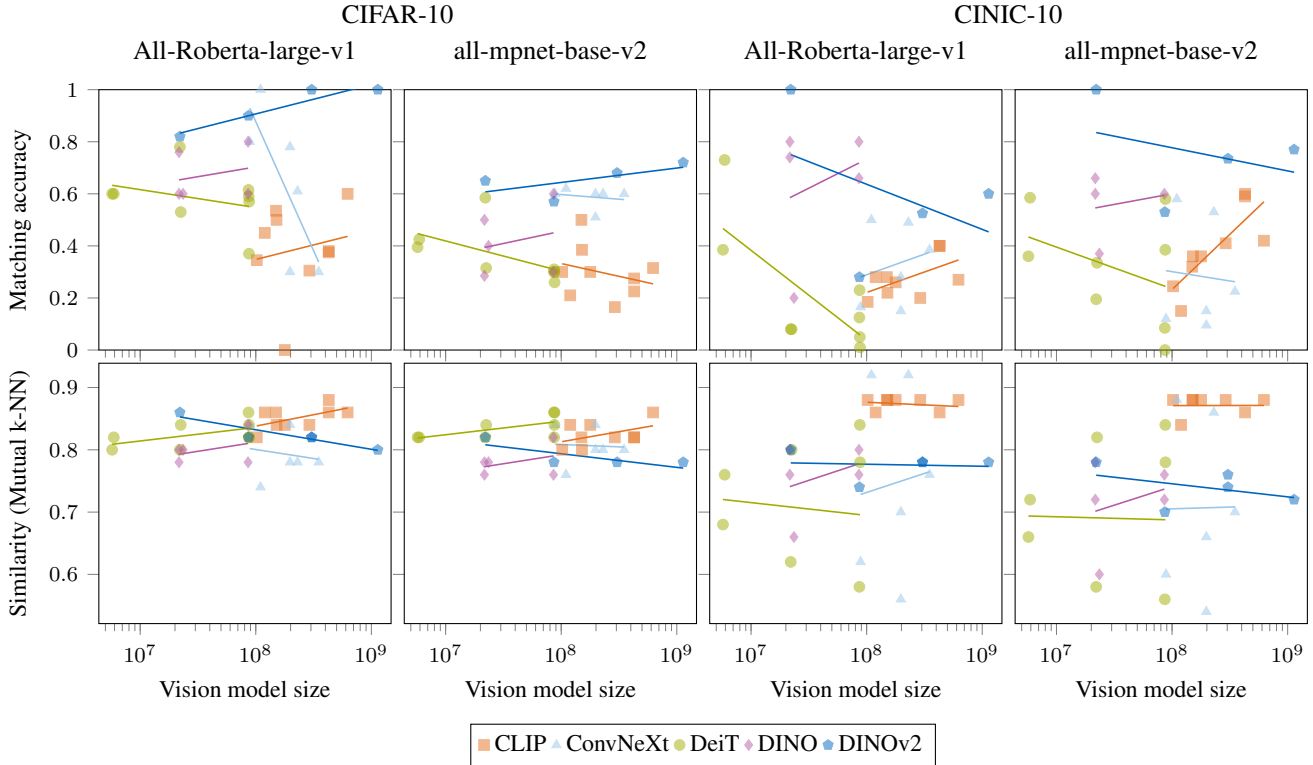 CIFAR-10 CINIC-10
All-Roberta-large-v1 all-mpnet-base-v2 All-Roberta-large-v1 all-mpnet-base-v2
Matching accuracy
1
0.8
0.6
0.4
0.2
0
Similarity (Mutual k-NN)
0.9
0.8
0.7
0.6
10^7 10^8 10^9 10^7 10^8 10^9 10^7 10^8 10^9 10^7 10^8 10^9
Vision model size Vision model size Vision model size Vision model size
CLIP ConvNeXt DeiT DINO DINOv2